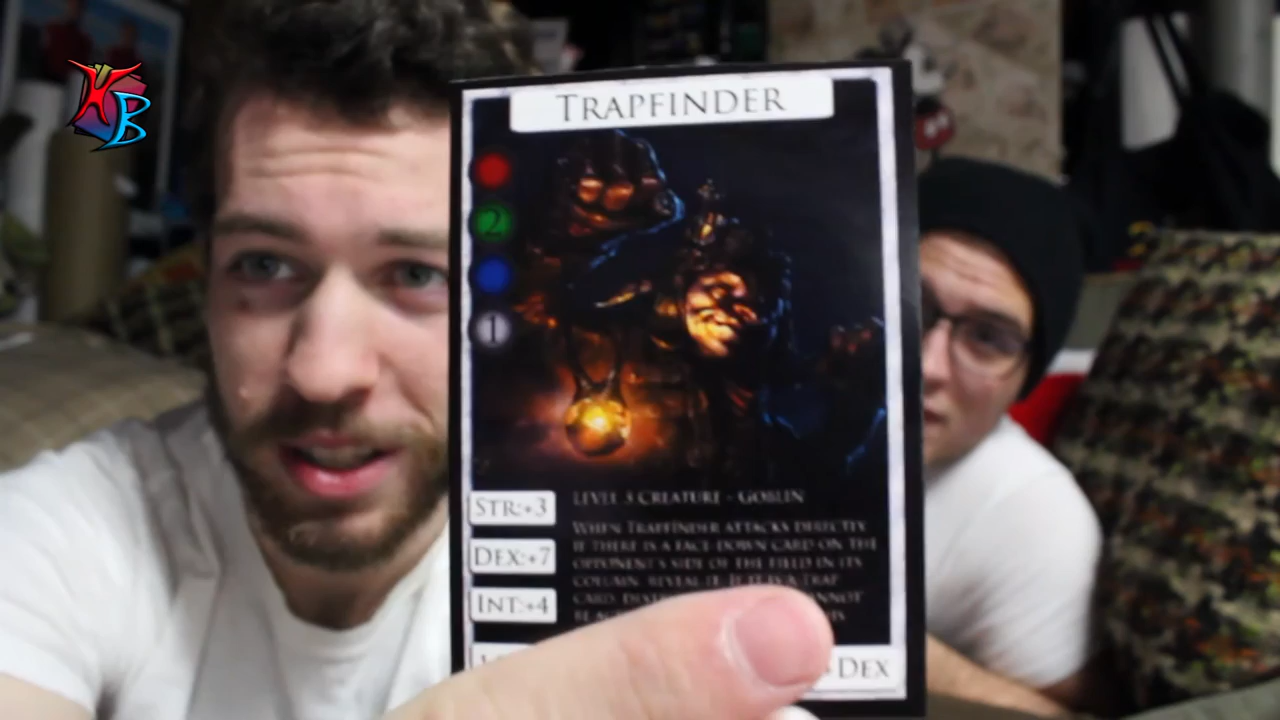 KB
TRAPFINDER
2
1
STR:+3
DEX:+7
INT:+4
LEVEL 3 CREATURE - GOBLIN
WHEN TRAPFINDER ATTACKS DIRECTLY
IF THERE IS A FACE-DOWN CARD ON THE
OPPONENT'S SIDE OF THE FIELD IN ITS
COLUMN, REVEAL IT. IF IT IS A TRAP
CARD,
BE
DEX